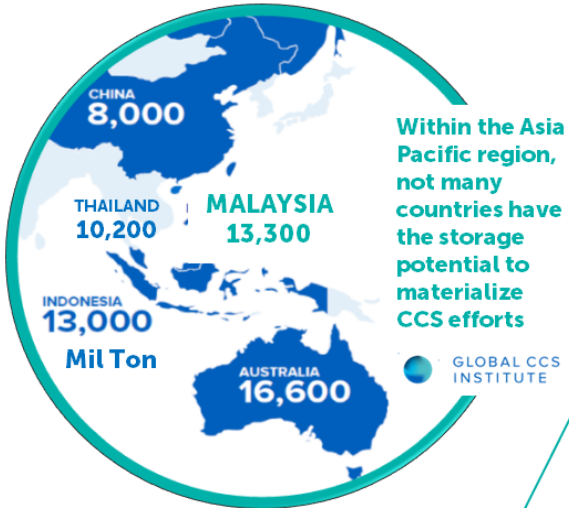 CHINA
8,000
THAILAND
10,200
MALAYSIA
13,300
INDONESIA
13,000
Mil Ton
AUSTRALIA
16,600
Within the Asia
Pacific region,
not many
countries have
the storage
potential to
materialize
CCS efforts
GLOBAL CCS
INSTITUTE